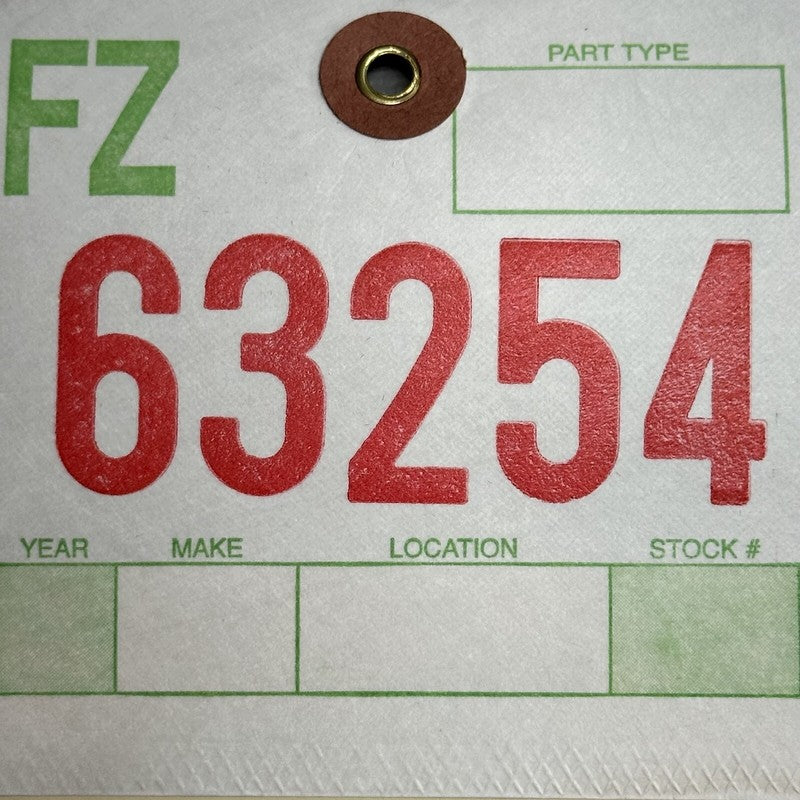 FZ
PART TYPE
63254
YEAR MAKE LOCATION STOCK #